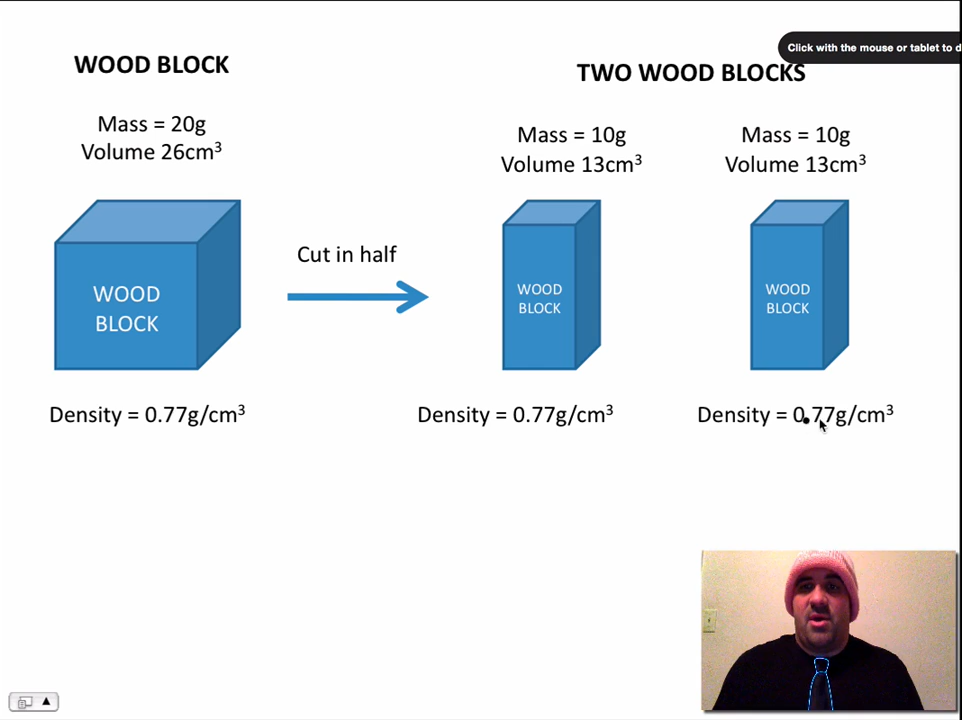 Click with the mouse or tablet to d
WOOD BLOCK
Mass = 20g
Volume 26cm³
WOOD
BLOCK
Density = 0.77g/cm³
Cut in half
TWO WOOD BLOCKS
Mass = 10g
Volume 13cm³
WOOD
BLOCK
Density = 0.77g/cm³
Mass = 10g
Volume 13cm³
WOOD
BLOCK
Density = 0.77g/cm³